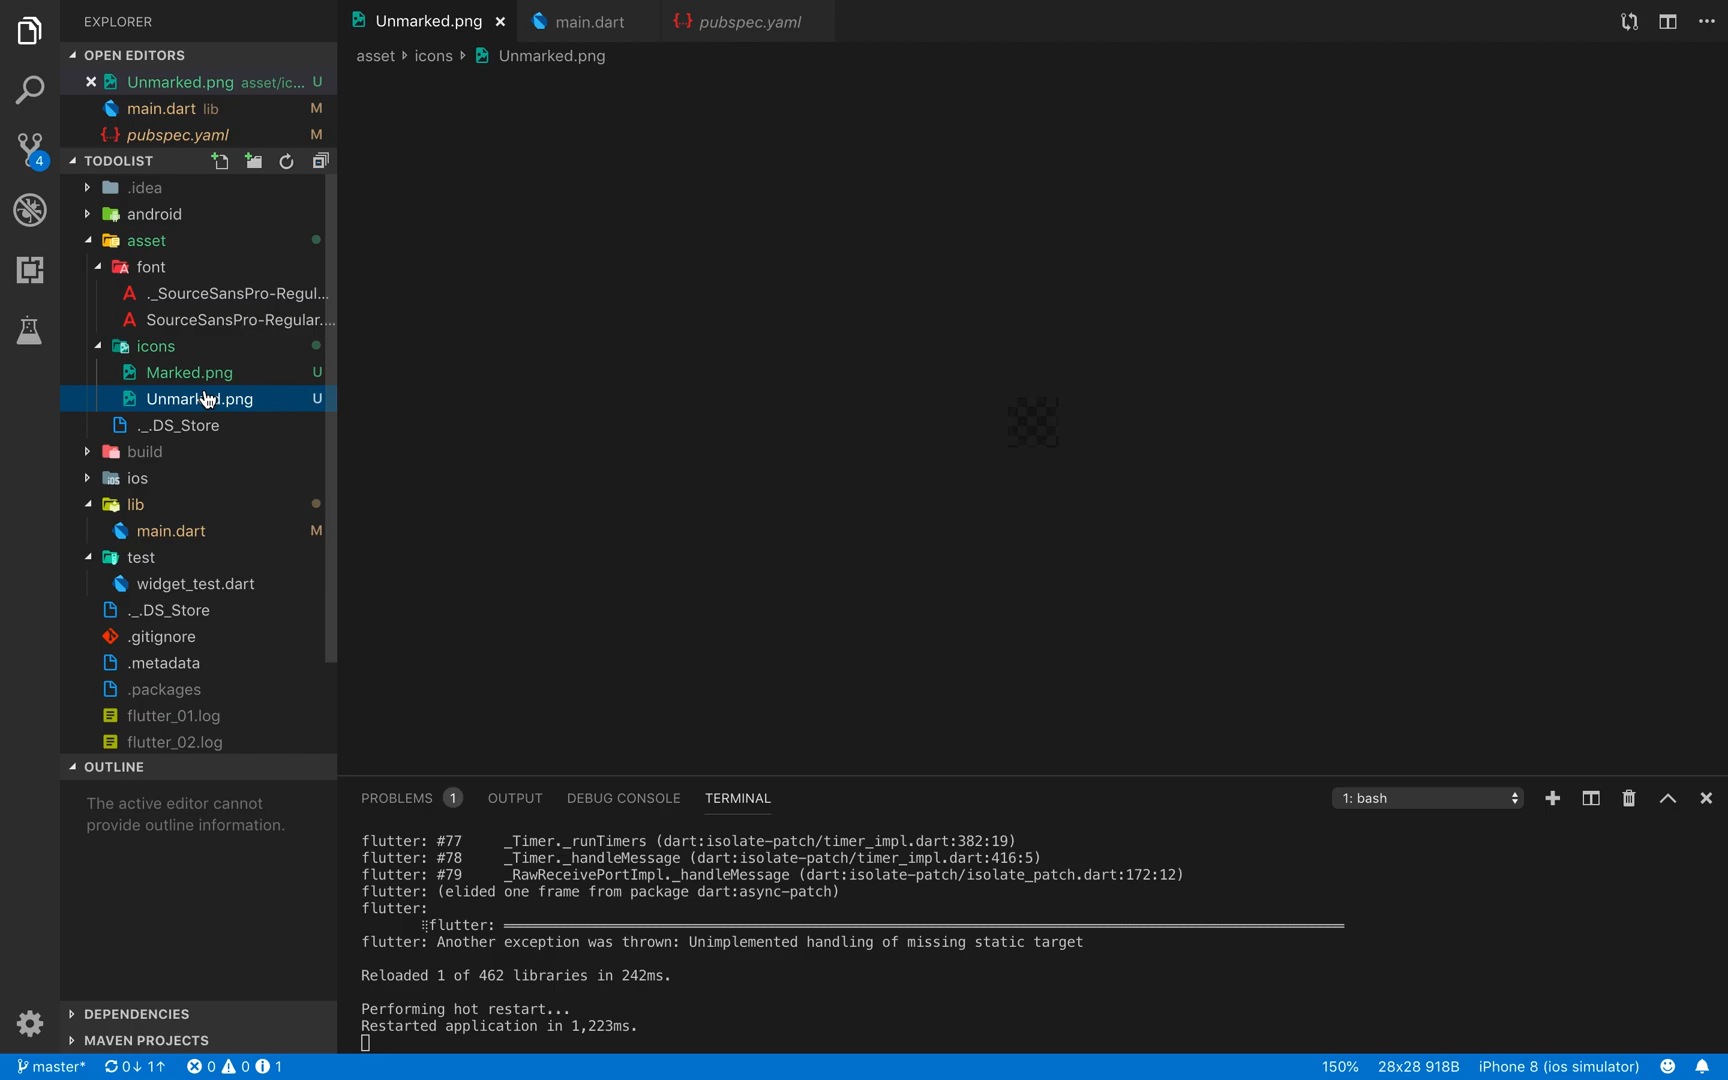 EXPLORER
OPEN EDITORS
Unmarked.png asset/ic... U
main.dart lib M
pubspec.yaml M
TODOLIST
.idea
android
asset
font
._SourceSansPro-Regul...
SourceSansPro-Regular....
icons
Marked.png U
Unmarked.png U
._.DS_Store
build
ios
lib
main.dart M
test
widget_test.dart
._.DS_Store
.gitignore
.metadata
.packages
flutter_01.log
flutter_02.log
OUTLINE
The active editor cannot
provide outline information.
DEPENDENCIES
MAVEN PROJECTS
4
Unmarked.png
main.dart
pubspec.yaml
asset icons Unmarked.png
PROBLEMS 1 OUTPUT DEBUG CONSOLE TERMINAL
1: bash
flutter: #77 _Timer._runTimers (dart:isolate-patch/timer_impl.dart:382:19)
flutter: #78 _Timer._handleMessage (dart:isolate-patch/timer_impl.dart:416:5)
flutter: #79 _RawReceivePortImpl._handleMessage (dart:isolate-patch/isolate_patch.dart:172:12)
flutter: (elided one frame from package dart:async-patch)
flutter:
flutter: ════════════════════════════════════════
flutter: Another exception was thrown: Unimplemented handling of missing static target
Reloaded 1 of 462 libraries in 242ms.
Performing hot restart...
Restarted application in 1,223ms.
master* 0↓ 1↑ 0 0 1
150% 28x28 918B iPhone 8 (ios simulator)